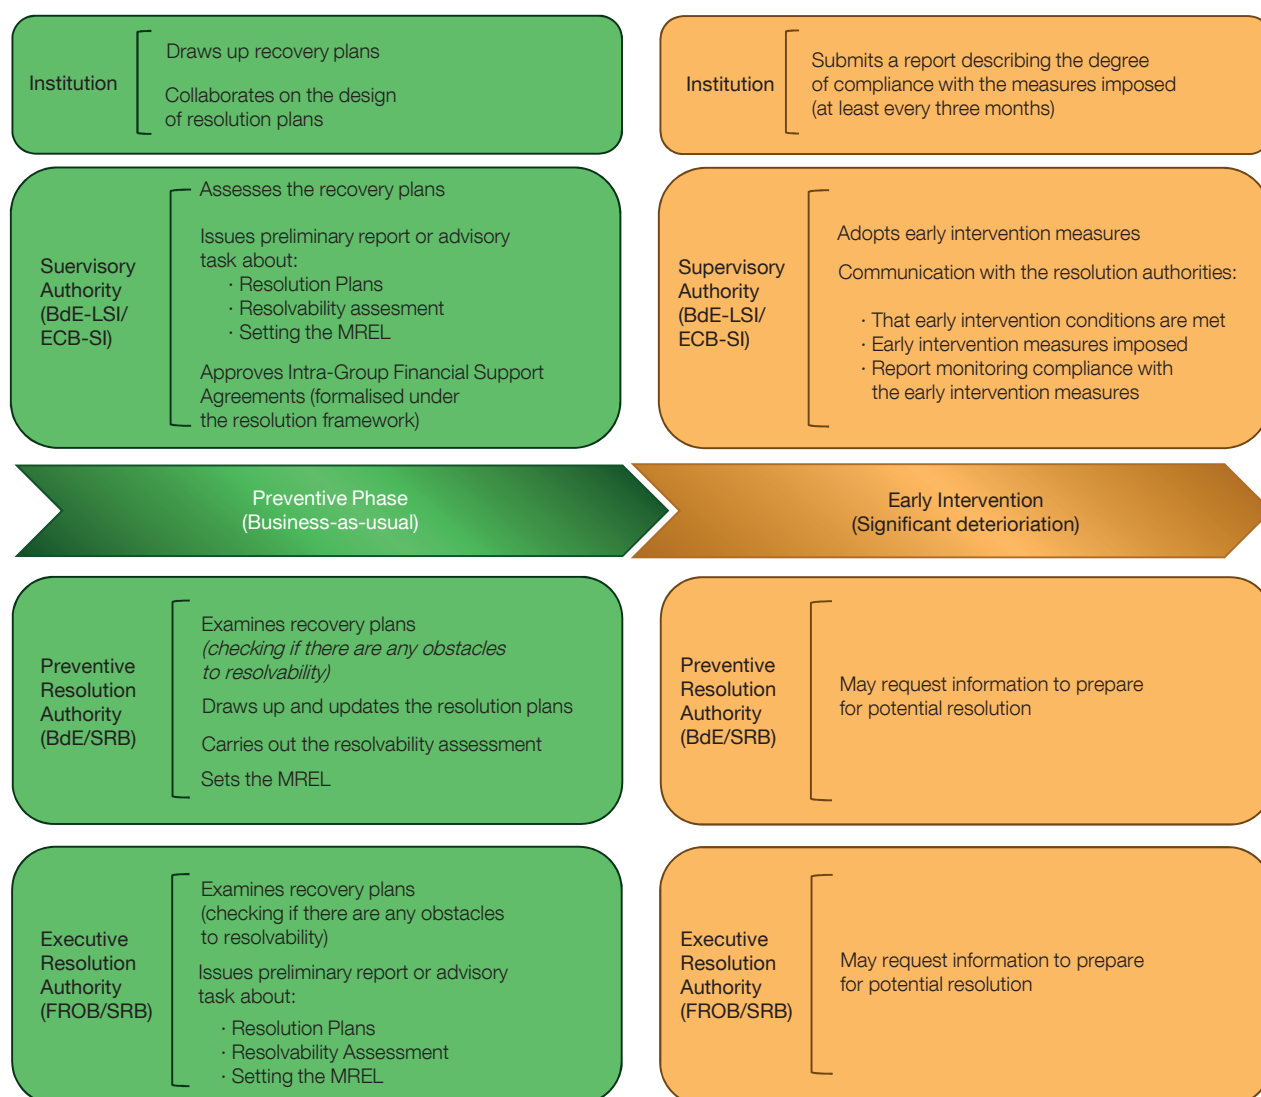 Institution
Draws up recovery plans
Collaborates on the design
of resolution plans
Institution
Submits a report describing the degree
of compliance with the measures imposed
(at least every three months)
Suervisory
Authority
(BdE-LSI/
ECB-SI)
Assesses the recovery plans
Issues preliminary report or advisory
task about:
· Resolution Plans
· Resolvability assesment
· Setting the MREL
Approves Intra-Group Financial Support
Agreements (formalised under
the resolution framework)
Supervisory
Authority
(BdE-LSI/
ECB-SI)
Adopts early intervention measures
Communication with the resolution authorities:
· That early intervention conditions are met
· Early intervention measures imposed
· Report monitoring compliance with
the early intervention measures
Preventive Phase
(Business-as-usual)
Early Intervention
(Significant deterioriation)
Preventive
Resolution
Authority
(BdE/SRB)
Examines recovery plans
(checking if there are any obstacles
to resolvability)
Draws up and updates the resolution plans
Carries out the resolvability assessment
Sets the MREL
Preventive
Resolution
Authority
(BdE/SRB)
May request information to prepare
for potential resolution
Executive
Resolution
Authority
(FROB/SRB)
Examines recovery plans
(checking if there are any obstacles
to resolvability)
Issues preliminary report or advisory
task about:
· Resolution Plans
· Resolvability Assessment
· Setting the MREL
Executive
Resolution
Authority
(FROB/SRB)
May request information to prepare
for potential resolution